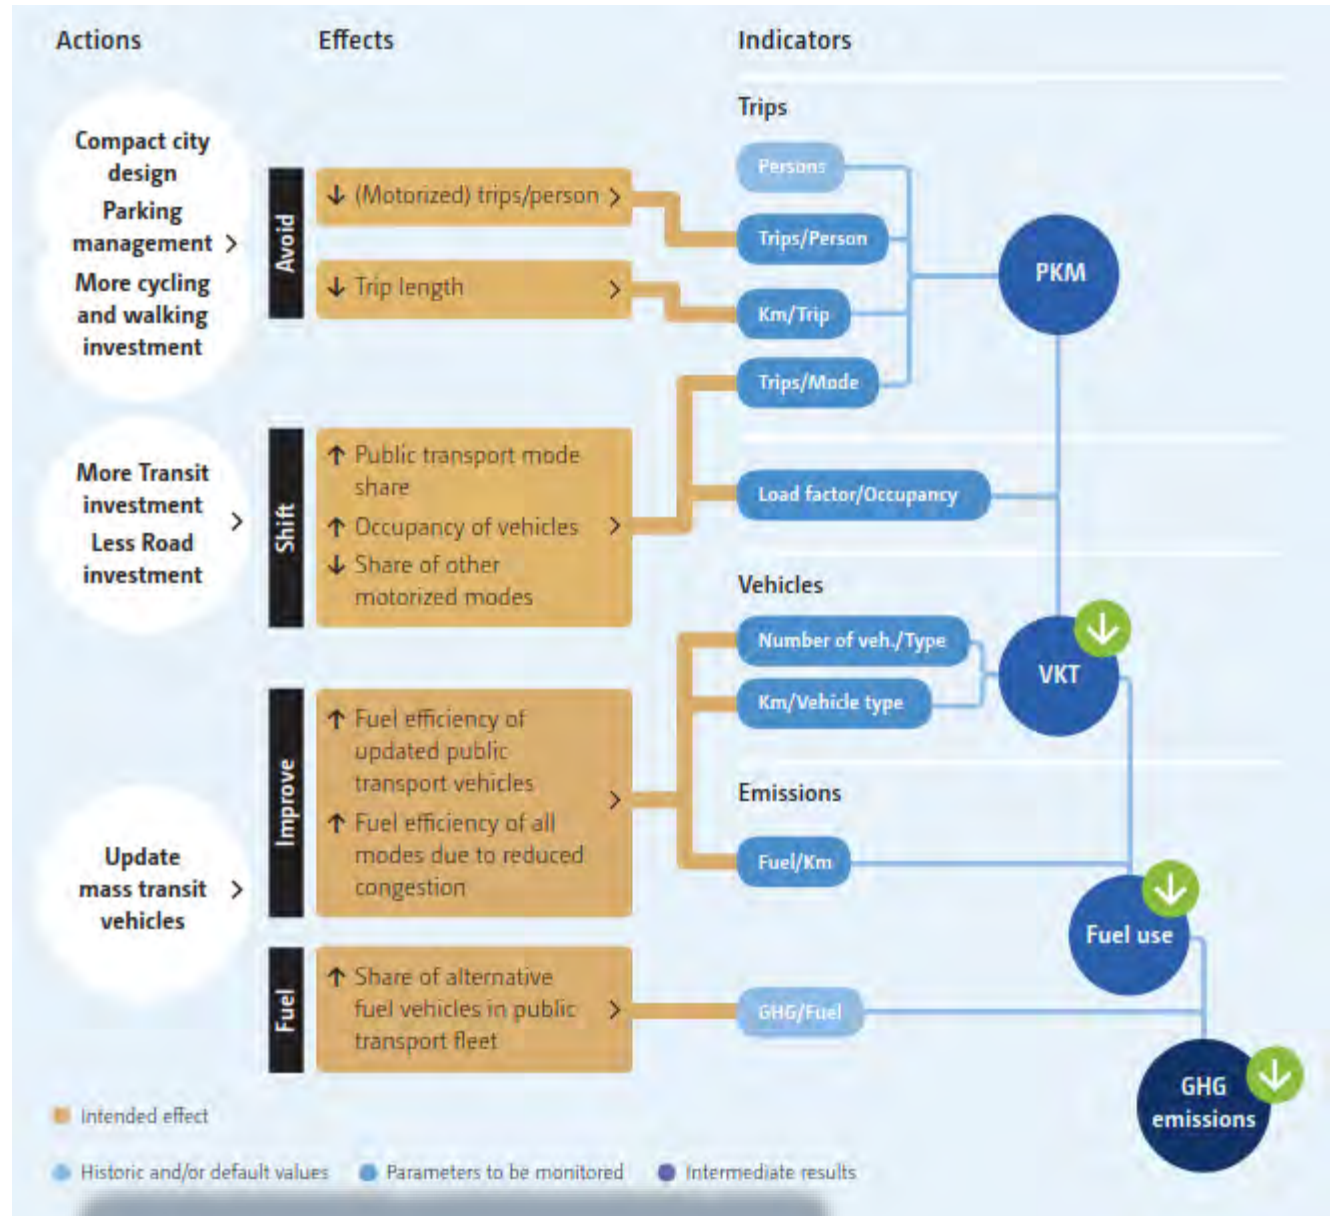 Actions
Effects
Indicators
Compact city
design
Parking
management
More cycling
and walking
investment
Avoid
(Motorized) trips/person
Trip length
Trips
Persons
Trips/Person
Km/Trip
Trips/Mode
PKM
More Transit
investment
Less Road
investment
Shift
Public transport mode
share
Occupancy of vehicles
Share of other
motorized modes
Load factor/Occupancy
Vehicles
Number of veh./Type
Km/Vehicle type
VKT
Update
mass transit
vehicles
Improve
Fuel efficiency of
updated public
transport vehicles
Fuel efficiency of all
modes due to reduced
congestion
Emissions
Fuel/Km
Fuel use
Fuel
Share of alternative
fuel vehicles in public
transport fleet
GHG/Fuel
GHG
emissions
Intended effect
Historic and/or default values
Parameters to be monitored
Intermediate results